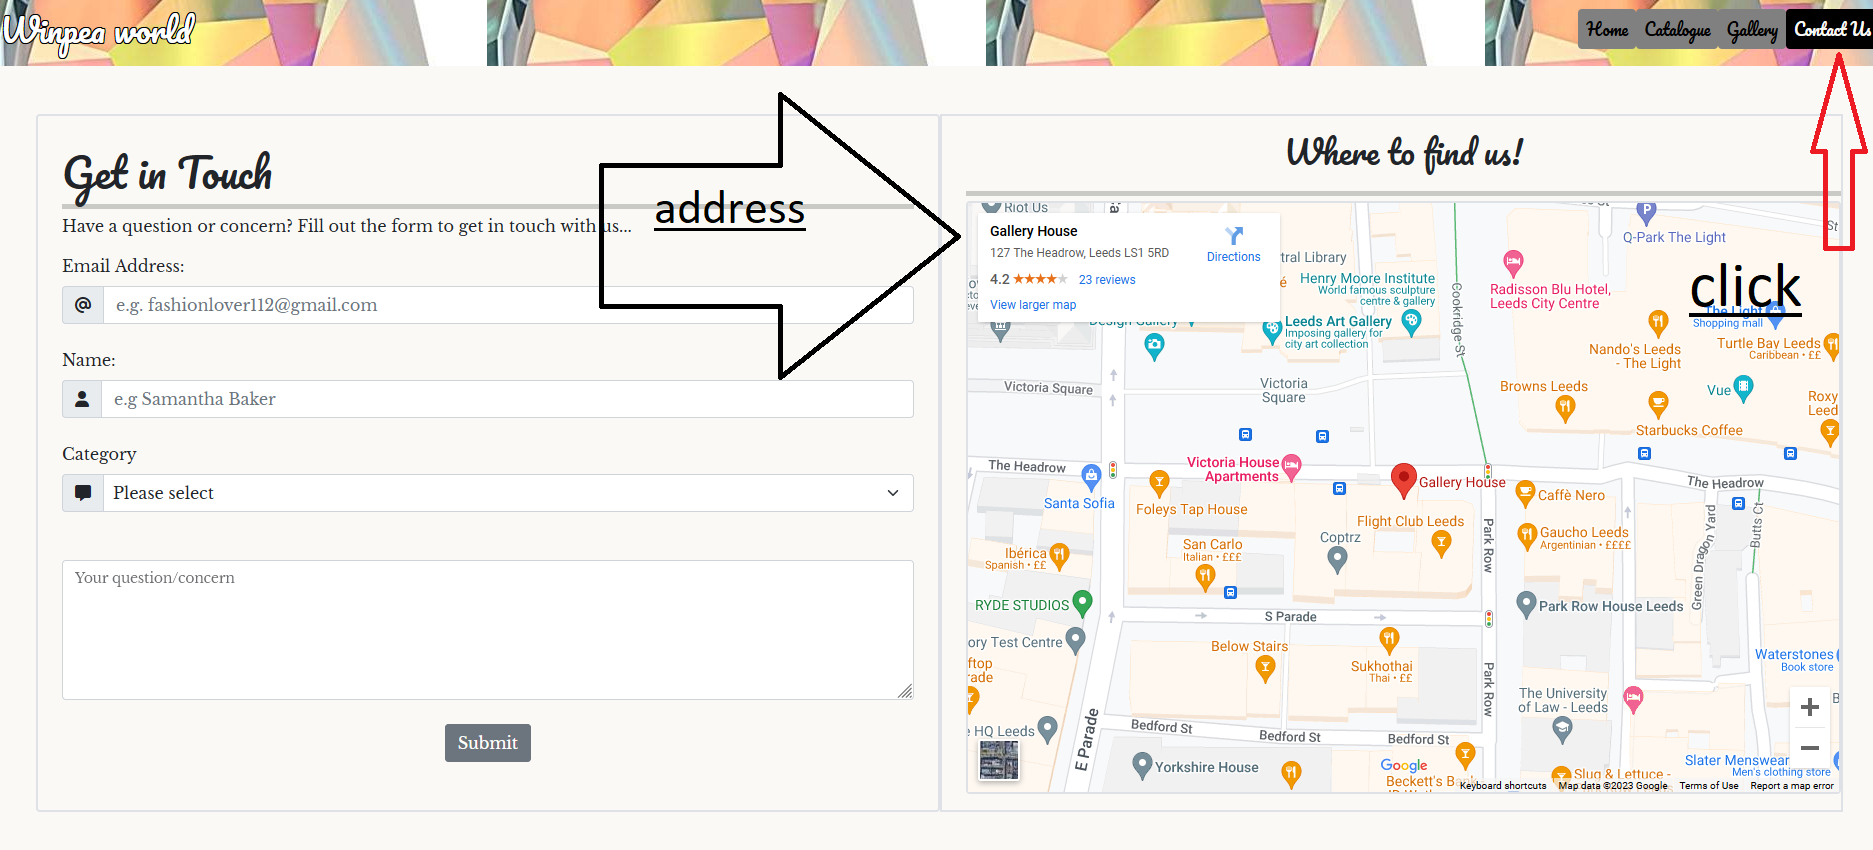 Winpea world
Home
Catalogue
Gallery
Contact Us
Get in Touch
Have a question or concern? Fill out the form to get in touch with us...
Email Address:
@
e.g. fashionlover112@gmail.com
Name:
e.g Samantha Baker
Category
Please select
Your question/concern
Submit
address
Where to find us!
click
Gallery House
127 The Headrow, Leeds LS1 5RD
4.2
23 reviews
View larger map
Directions
Riot Us
tral Library
Henry Moore Institute
World famous sculpture
centre & gallery
Leeds Art Gallery
Imposing gallery for
city art collection
Cookridge St
Q-Park The Light
P
St
Radisson Blu Hotel,
Leeds City Centre
The Light
Shopping mall
Nando's Leeds
- The Light
Turtle Bay Leeds
Caribbean • ££
Browns Leeds
Vue
Roxy
Leed
Starbucks Coffee
Victoria Square
Victoria
Square
The Headrow
Victoria House
Apartments
Gallery House
The Headrow
Santa Sofia
Foleys Tap House
Flight Club Leeds
Caffè Nero
Gaucho Leeds
Argentinian • ££££
Coptrz
San Carlo
Italian • £££
Ibérica
Spanish • ££
Park Row
Green Dragon Yard
Butts Ct
RYDE STUDIOS
S Parade
Park Row House Leeds
ory Test Centre
Below Stairs
Sukhothai
Thai • ££
ftop
rade
Waterstones
Book store
Park Row
The University
of Law - Leeds
HQ Leeds
E Parade
Bedford St
Bedford St
Bedford St
Yorkshire House
Google
Beckett's Ban
Slug & Lettuce -
Slater Menswear
Men's clothing store
+
−
Keyboard shortcuts
Map data ©2023 Google
Terms of Use
Report a map error